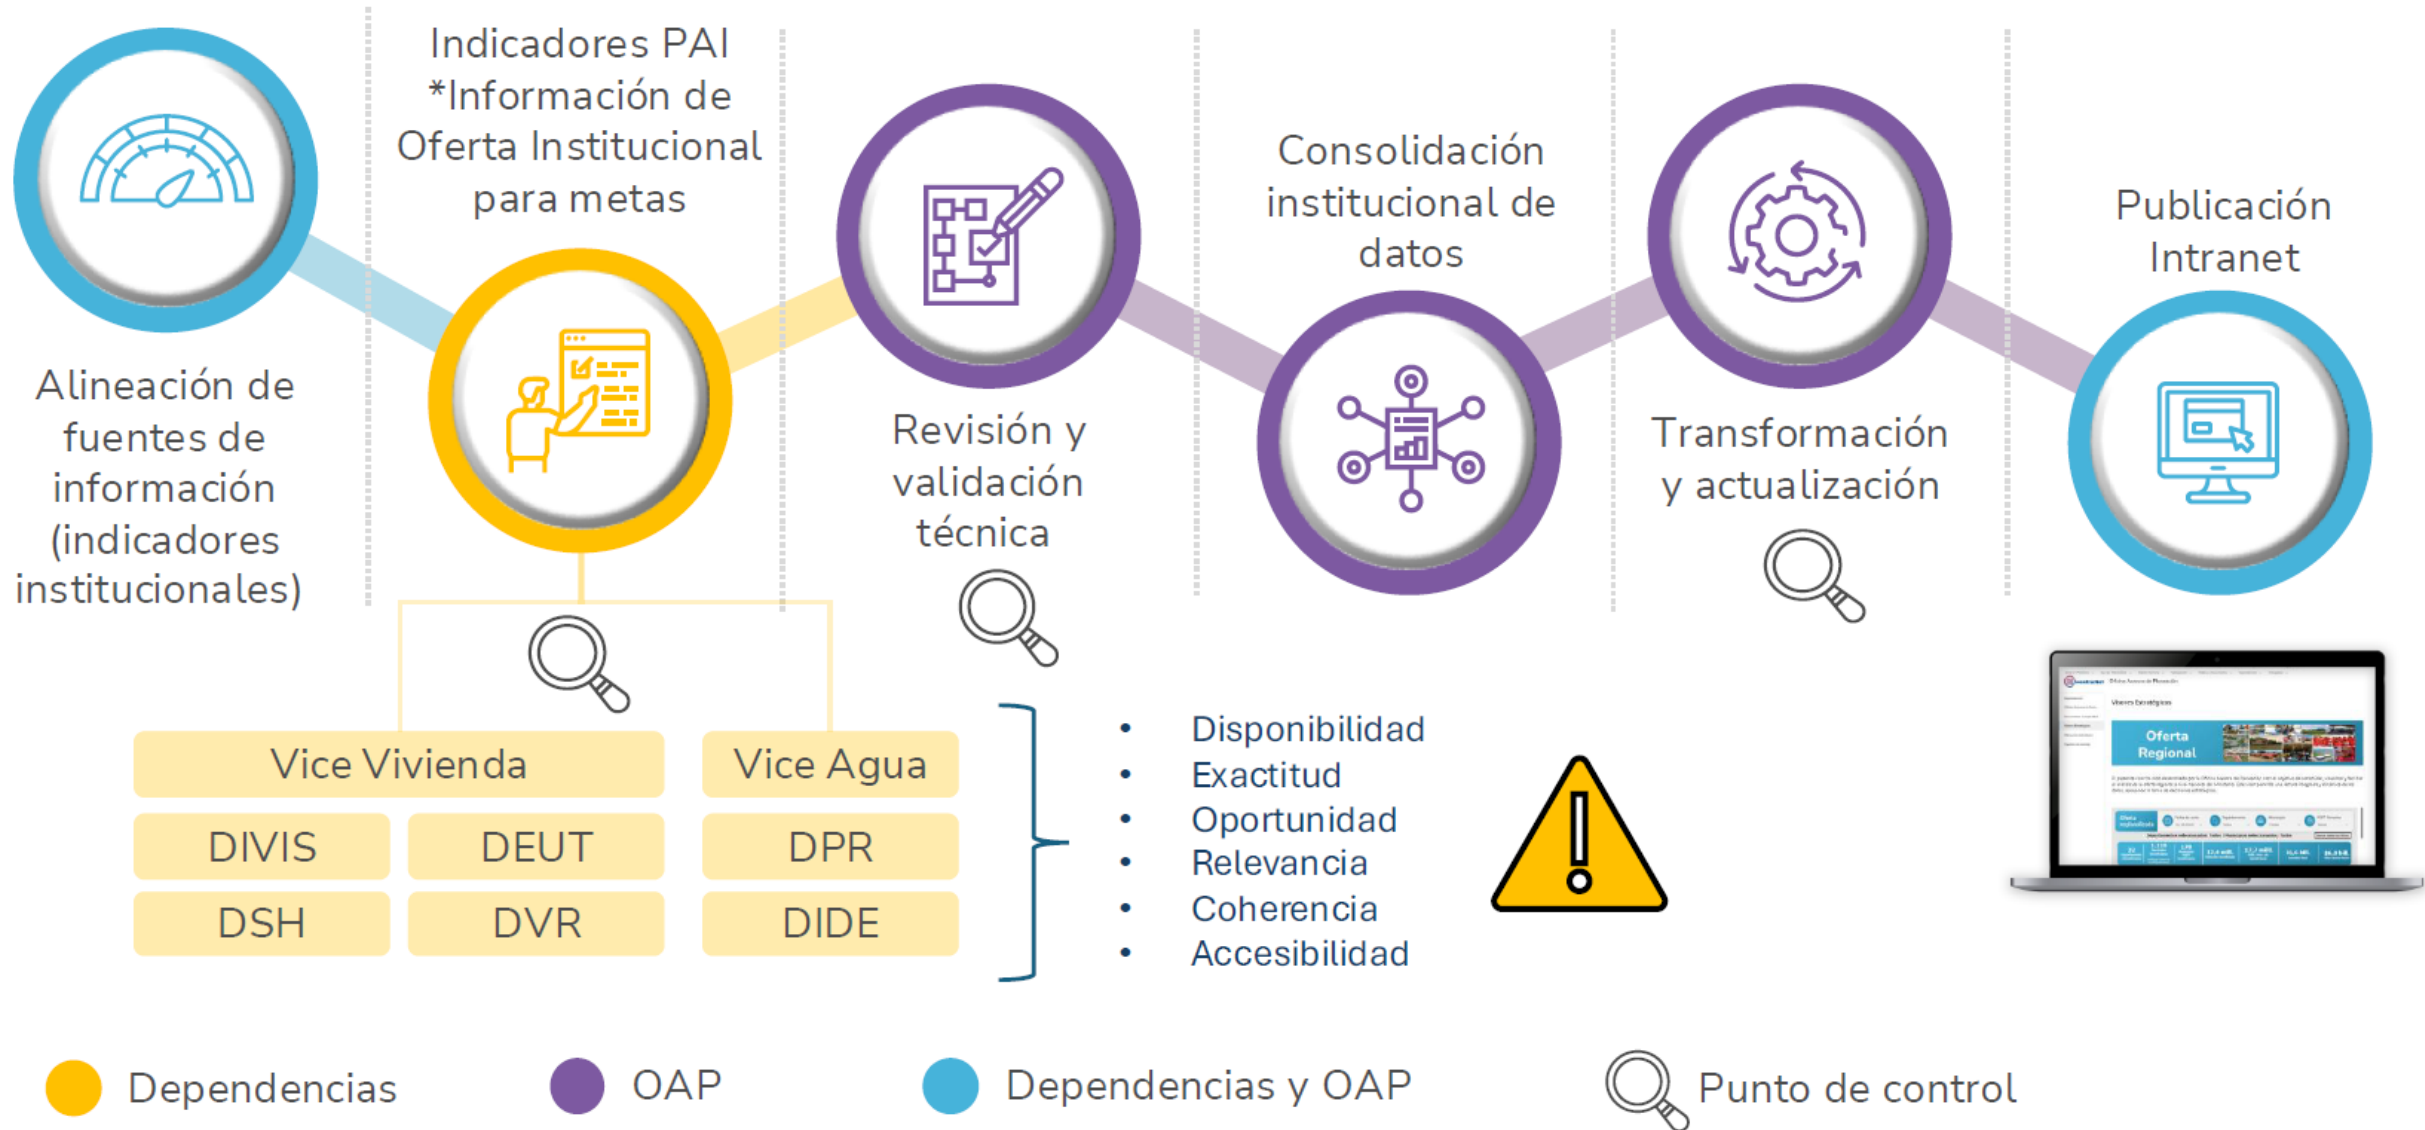 Alineación de
fuentes de
información
(indicadores
institucionales)
Indicadores PAI
*Información de
Oferta Institucional
para metas
Revisión y
validación
técnica
Consolidación
institucional de
datos
Transformación
y actualización
Publicación
Intranet
Vice Vivienda
Vice Agua
DIVIS
DEUT
DPR
DSH
DVR
DIDE
• Disponibilidad
• Exactitud
• Oportunidad
• Relevancia
• Coherencia
• Accesibilidad
Visores Estratégicos
Oferta
Regional
Dependencias
OAP
Dependencias y OAP
Punto de control